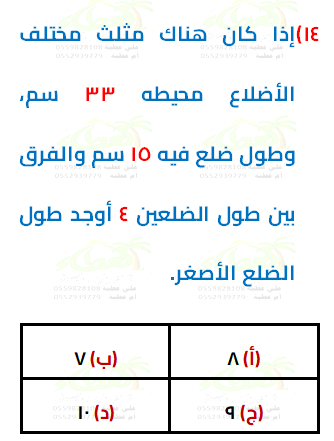 ١٤)إذا كان هناك مثلث مختلف
الأضلاع محيطه ٣٣ سم،
وطول ضلع فيه ١٥ سم والفرق
بين طول الضلعين ٤ أوجد طول
الضلع الأصغر.
(أ) ٨
(ب) ٧
(ج) ٩
(د) ١٠